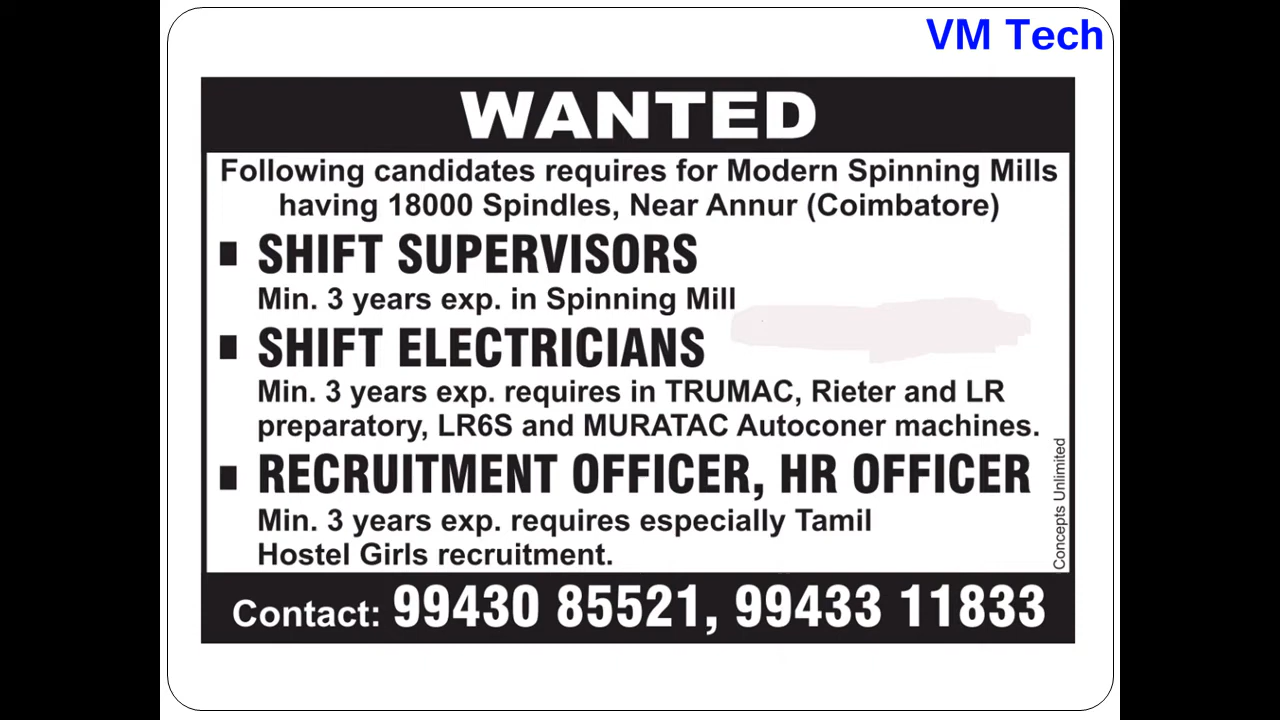 VM Tech
WANTED
Following candidates requires for Modern Spinning Mills
having 18000 Spindles, Near Annur (Coimbatore)
SHIFT SUPERVISORS
Min. 3 years exp. in Spinning Mill
SHIFT ELECTRICIANS
Min. 3 years exp. requires in TRUMAC, Rieter and LR
preparatory, LR6S and MURATAC Autoconer machines.
RECRUITMENT OFFICER, HR OFFICER
Min. 3 years exp. requires especially Tamil
Hostel Girls recruitment.
Concepts Unlimited
Contact: 99430 85521, 99433 11833